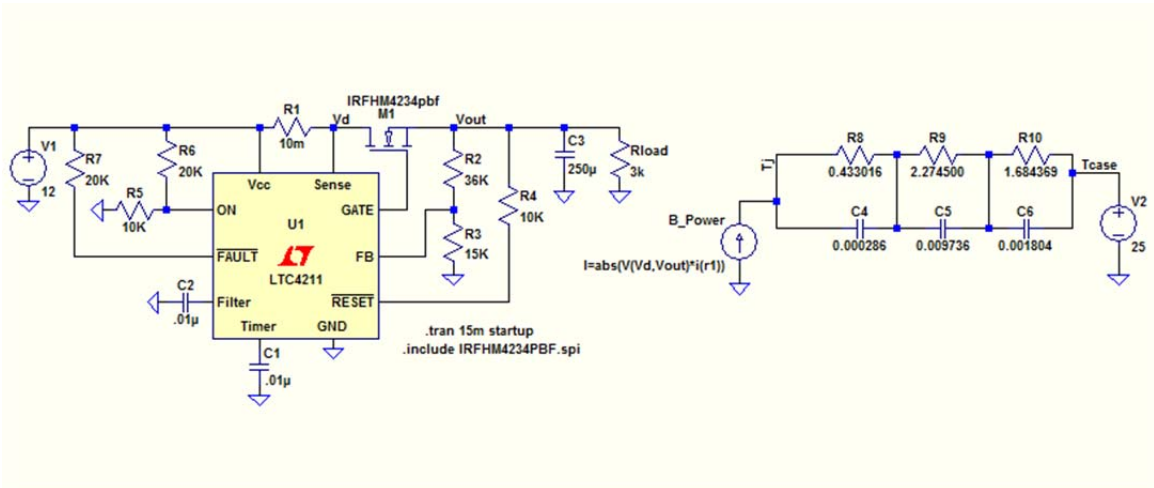 V1
12
R7
20K
R6
20K
R5
10K
R1
10m
Vd
IRFHM4234pbf
M1
Vout
Vcc
Sense
ON
GATE
U1
FAULT
FB
LTC4211
Filter
RESET
Timer
GND
C2
.01µ
C1
.01µ
R2
36K
R3
15K
R4
10K
C3
250µ
Rload
3k
.tran 15m startup
.include IRFHM4234PBF.spi
B_Power
I=abs(V(Vd,Vout)*i(r1))
Tj
R8
0.433016
R9
2.274500
R10
1.684369
C4
0.000286
C5
0.009736
C6
0.001804
Tcase
V2
25